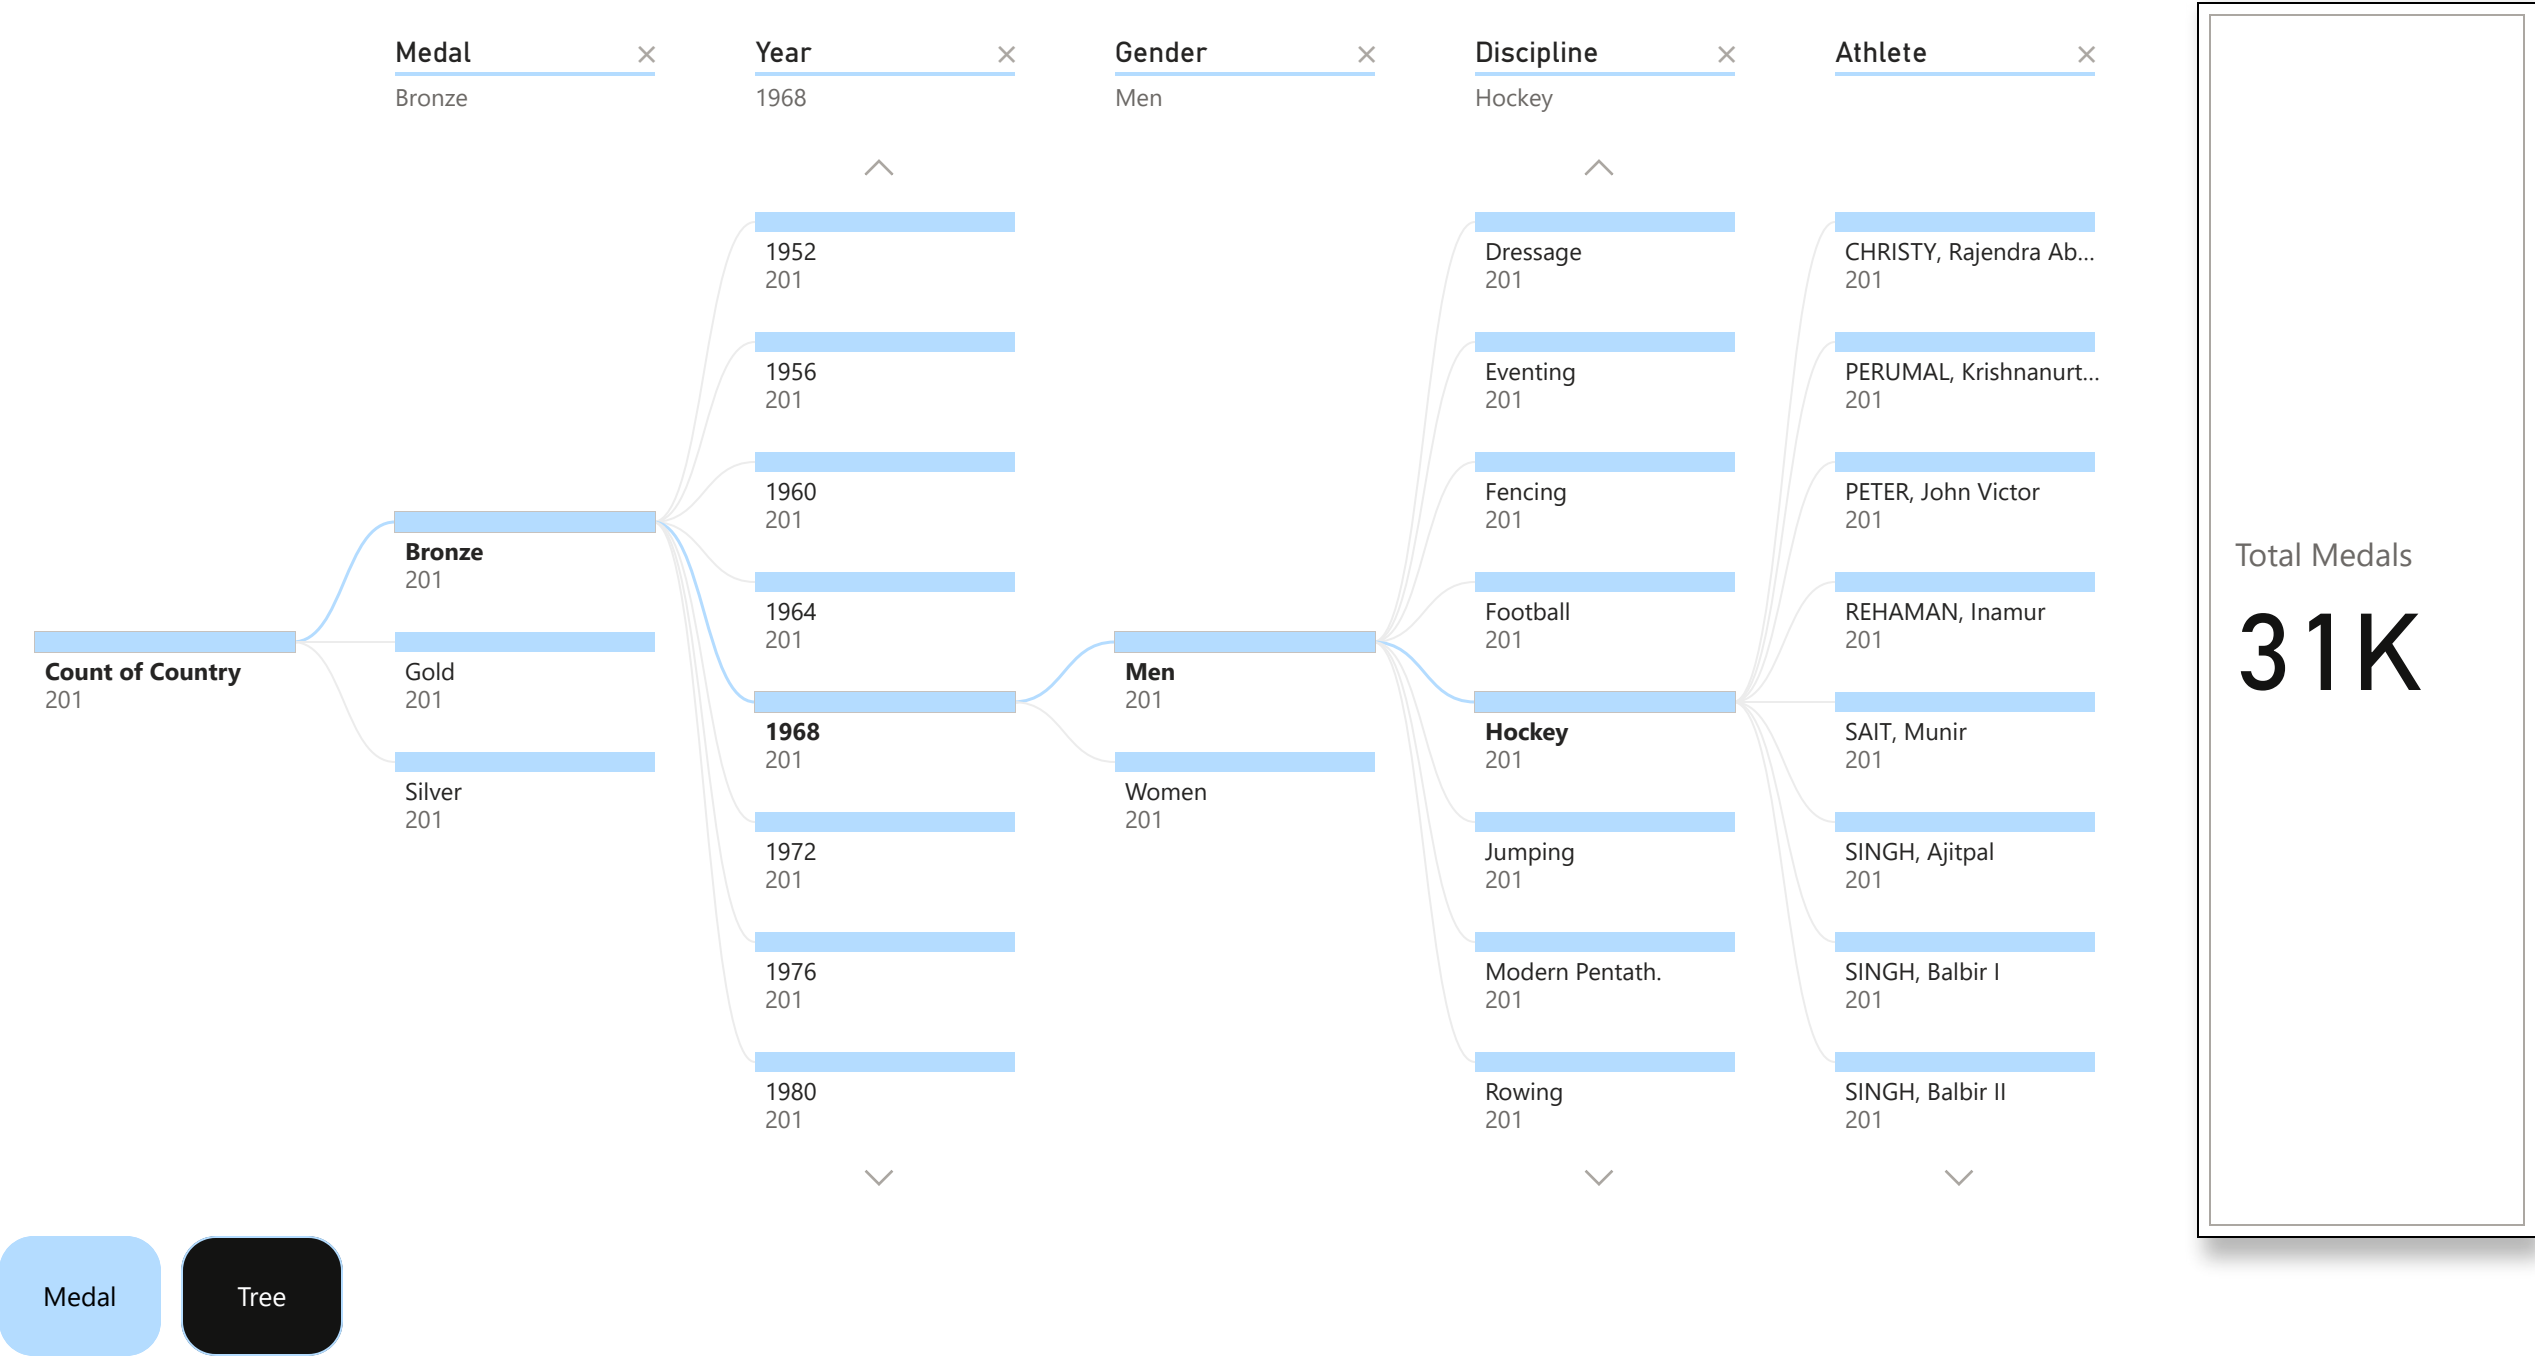 Medal
Bronze
Year
1968
Gender
Men
Discipline
Hockey
Athlete
Count of Country
201
Bronze
201
Gold
201
Silver
201
1952
201
1956
201
1960
201
1964
201
1968
201
1972
201
1976
201
1980
201
Men
201
Women
201
Dressage
201
Eventing
201
Fencing
201
Football
201
Hockey
201
Jumping
201
Modern Pentath.
201
Rowing
201
CHRISTY, Rajendra Ab...
201
PERUMAL, Krishnanurt...
201
PETER, John Victor
201
REHAMAN, Inamur
201
SAIT, Munir
201
SINGH, Ajitpal
201
SINGH, Balbir I
201
SINGH, Balbir II
201
Total Medals
31K
Medal
Tree